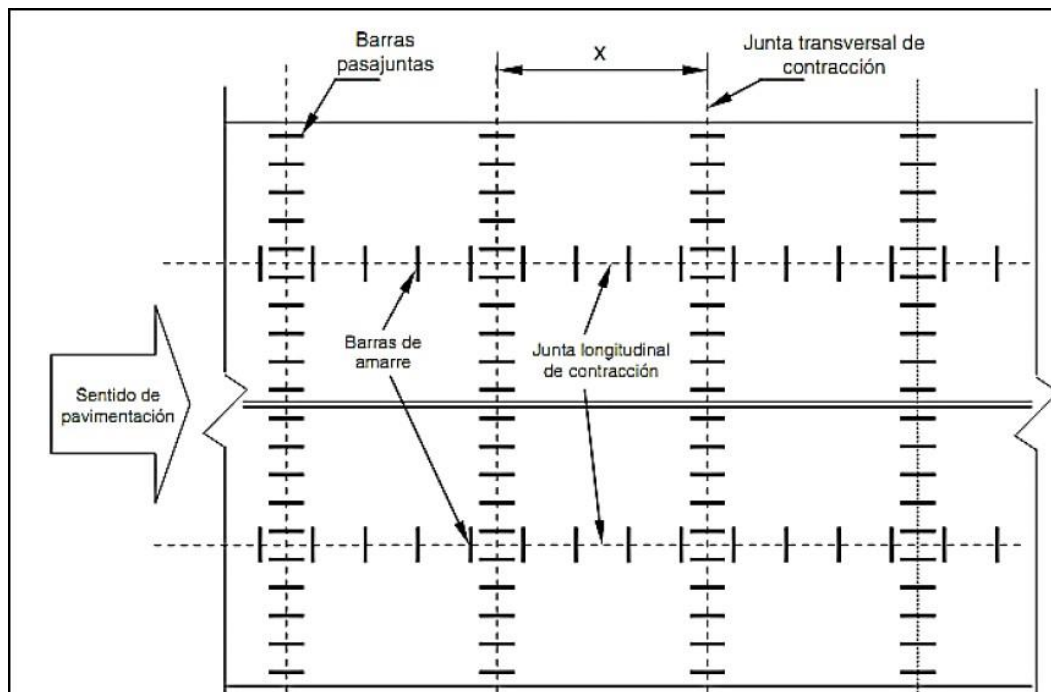 Barras
pasajuntas
X
Junta transversal de
contracción
Barras de
amarre
Junta longitudinal
de contracción
Sentido de
pavimentación